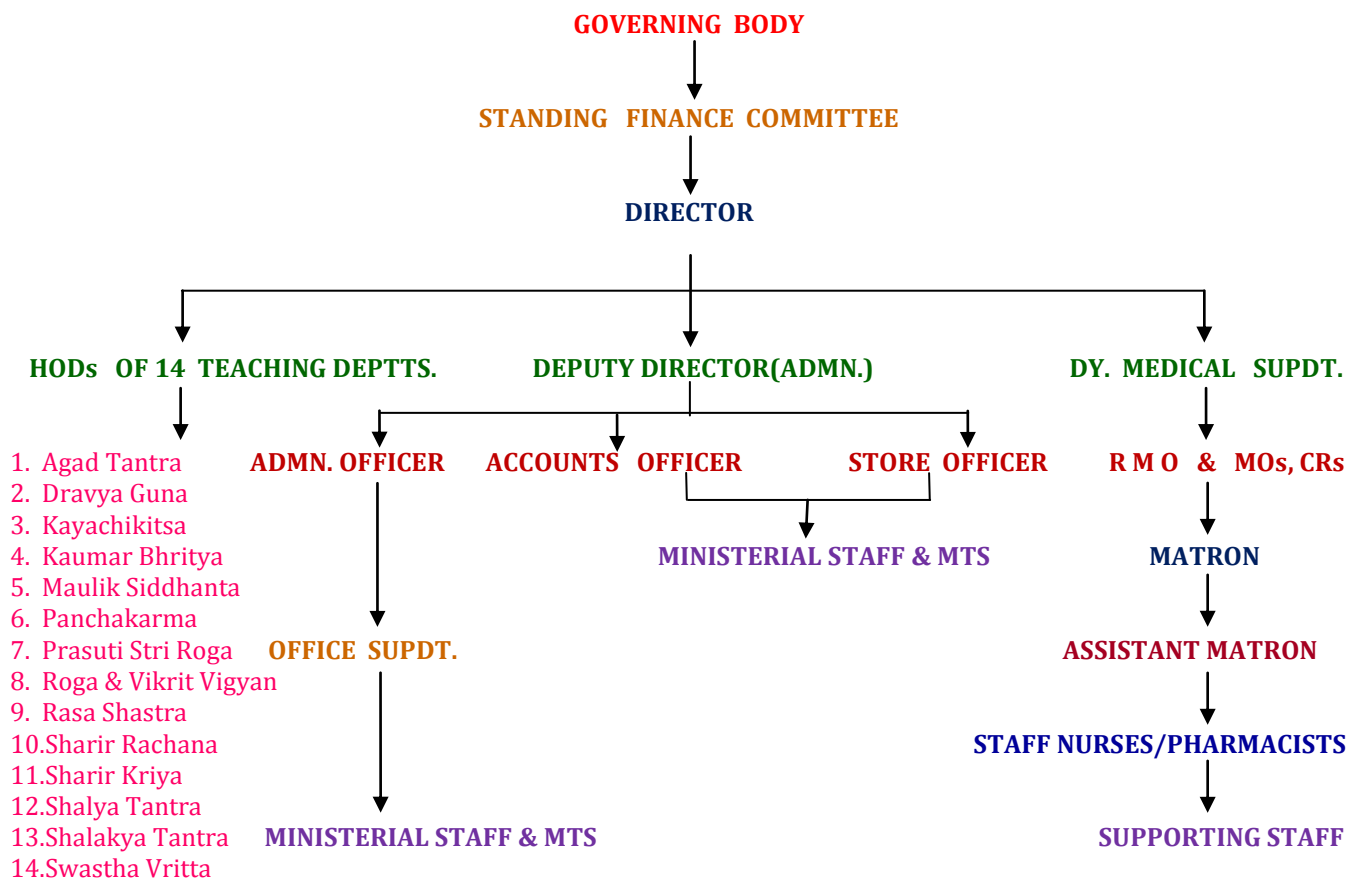 GOVERNING BODY
STANDING FINANCE COMMITTEE
DIRECTOR
HODs OF 14 TEACHING DEPTTS.
DEPUTY DIRECTOR(ADMN.)
DY. MEDICAL SUPDT.
1. Agad Tantra
2. Dravya Guna
3. Kayachikitsa
4. Kaumar Bhritya
5. Maulik Siddhanta
6. Panchakarma
7. Prasuti Stri Roga
8. Roga & Vikrit Vigyan
9. Rasa Shastra
10.Sharir Rachana
11.Sharir Kriya
12.Shalya Tantra
13.Shalakya Tantra
14.Swastha Vritta
ADMN. OFFICER
OFFICE SUPDT.
MINISTERIAL STAFF & MTS
ACCOUNTS OFFICER
STORE OFFICER
MINISTERIAL STAFF & MTS
R M O & MOs, CRs
MATRON
ASSISTANT MATRON
STAFF NURSES/PHARMACISTS
SUPPORTING STAFF